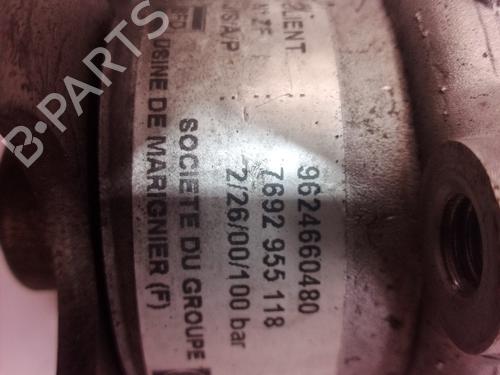 CLIENT : 9624660480
N° ZF : 7692 955 118
J/S/A/P : 2/26/00/100 bar
SOCIETE DU GROUPE
USINE DE MARIGNIER (F)
B-PARTS